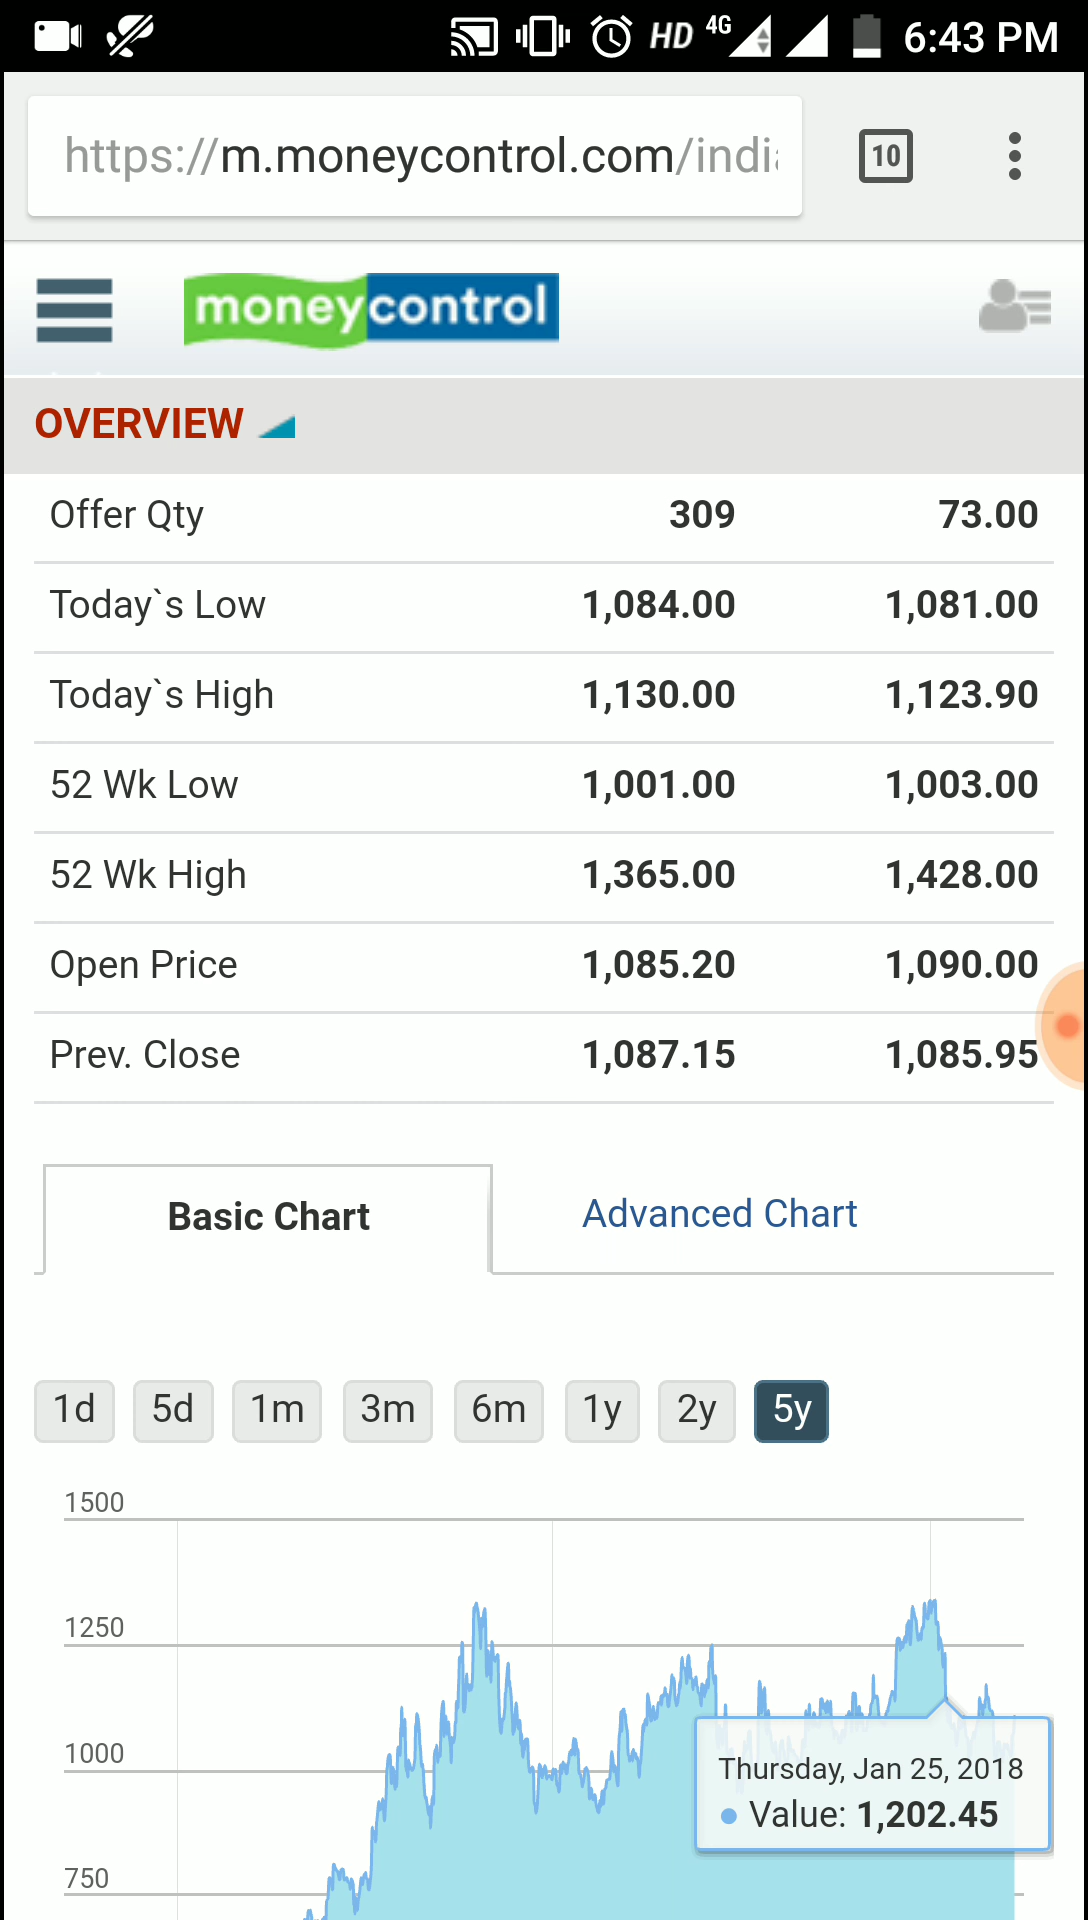 HD 4G 6:43 PM
https://m.moneycontrol.com/indi
10
moneycontrol
OVERVIEW
Offer Qty 309 73.00
Today`s Low 1,084.00 1,081.00
Today`s High 1,130.00 1,123.90
52 Wk Low 1,001.00 1,003.00
52 Wk High 1,365.00 1,428.00
Open Price 1,085.20 1,090.00
Prev. Close 1,087.15 1,085.95
Basic Chart Advanced Chart
1d 5d 1m 3m 6m 1y 2y 5y
1500
1250
1000
Thursday, Jan 25, 2018
Value: 1,202.45
750